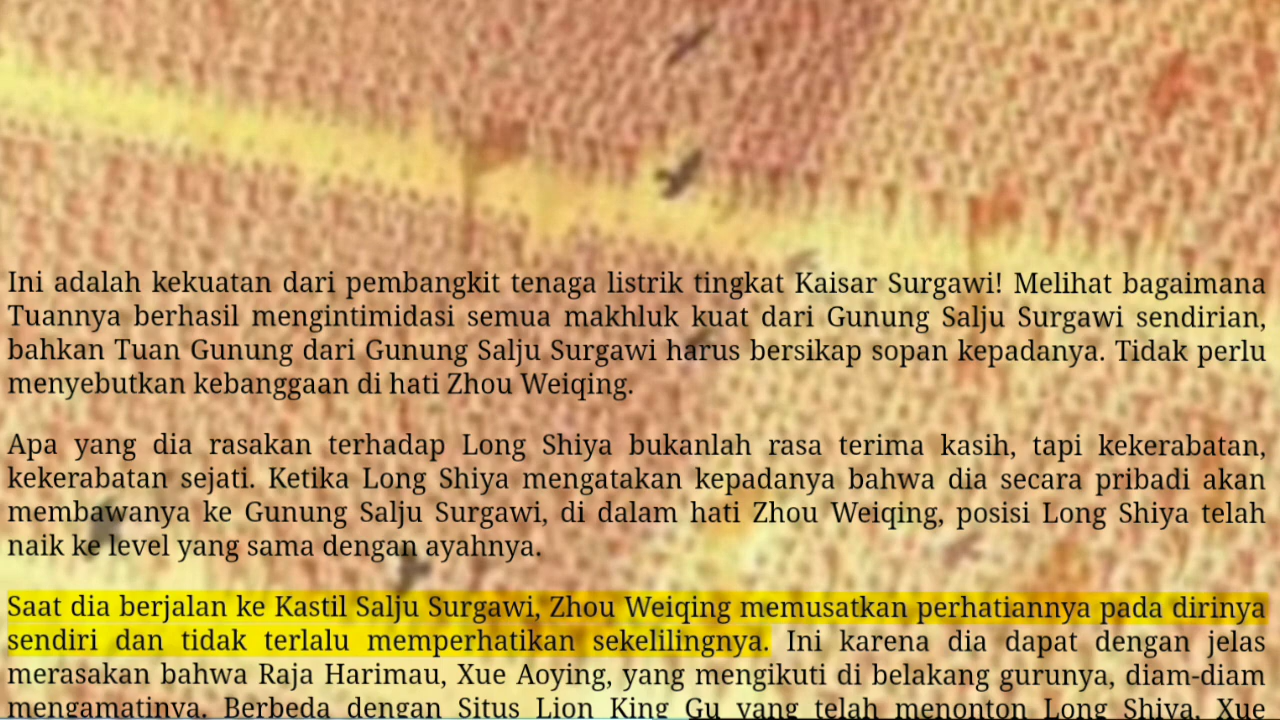 Ini adalah kekuatan dari pembangkit tenaga listrik tingkat Kaisar Surgawi! Melihat bagaimana
Tuannya berhasil mengintimidasi semua makhluk kuat dari Gunung Salju Surgawi sendirian,
bahkan Tuan Gunung dari Gunung Salju Surgawi harus bersikap sopan kepadanya. Tidak perlu
menyebutkan kebanggaan di hati Zhou Weiqing.
Apa yang dia rasakan terhadap Long Shiya bukanlah rasa terima kasih, tapi kekerabatan,
kekerabatan sejati. Ketika Long Shiya mengatakan kepadanya bahwa dia secara pribadi akan
membawanya ke Gunung Salju Surgawi, di dalam hati Zhou Weiqing, posisi Long Shiya telah
naik ke level yang sama dengan ayahnya.
Saat dia berjalan ke Kastil Salju Surgawi, Zhou Weiqing memusatkan perhatiannya pada dirinya
sendiri dan tidak terlalu memperhatikan sekelilingnya. Ini karena dia dapat dengan jelas
merasakan bahwa Raja Harimau, Xue Aoying, yang mengikuti di belakang gurunya, diam-diam
mengamatinya. Berbeda dengan Situs Lion King Gu yang telah menonton Long Shiya, Xue